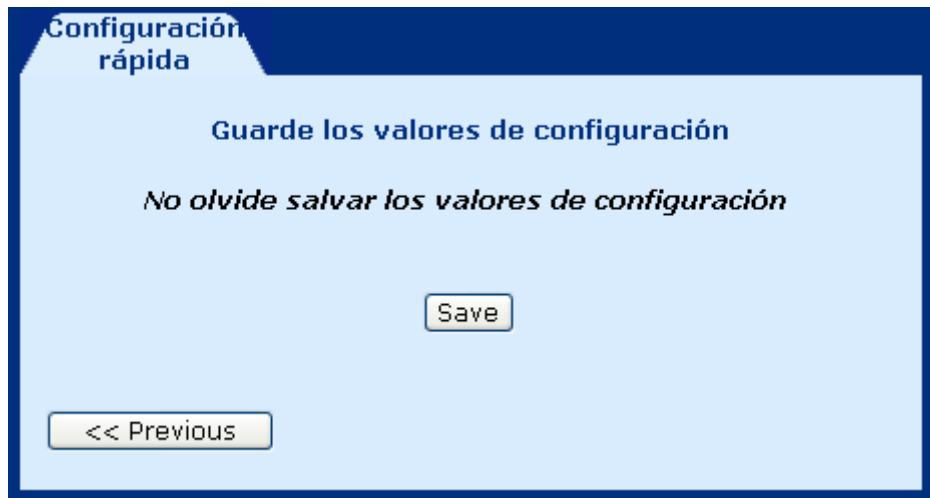 Configuración
rápida
Guarde los valores de configuración
No olvide salvar los valores de configuración
Save
<< Previous